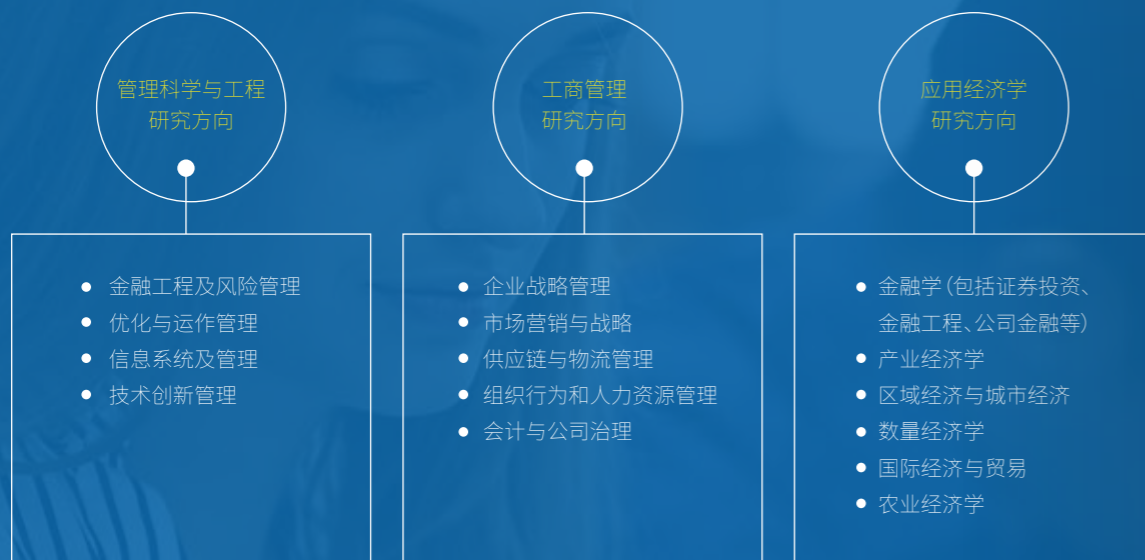 管理科学与工程
研究方向
金融工程及风险管理
优化与运作管理
信息系统及管理
技术创新管理
工商管理
研究方向
企业战略管理
市场营销与战略
供应链与物流管理
组织行为和人力资源管理
会计与公司治理
应用经济学
研究方向
金融学(包括证券投资、
金融工程、公司金融等)
产业经济学
区域经济与城市经济
数量经济学
国际经济与贸易
农业经济学